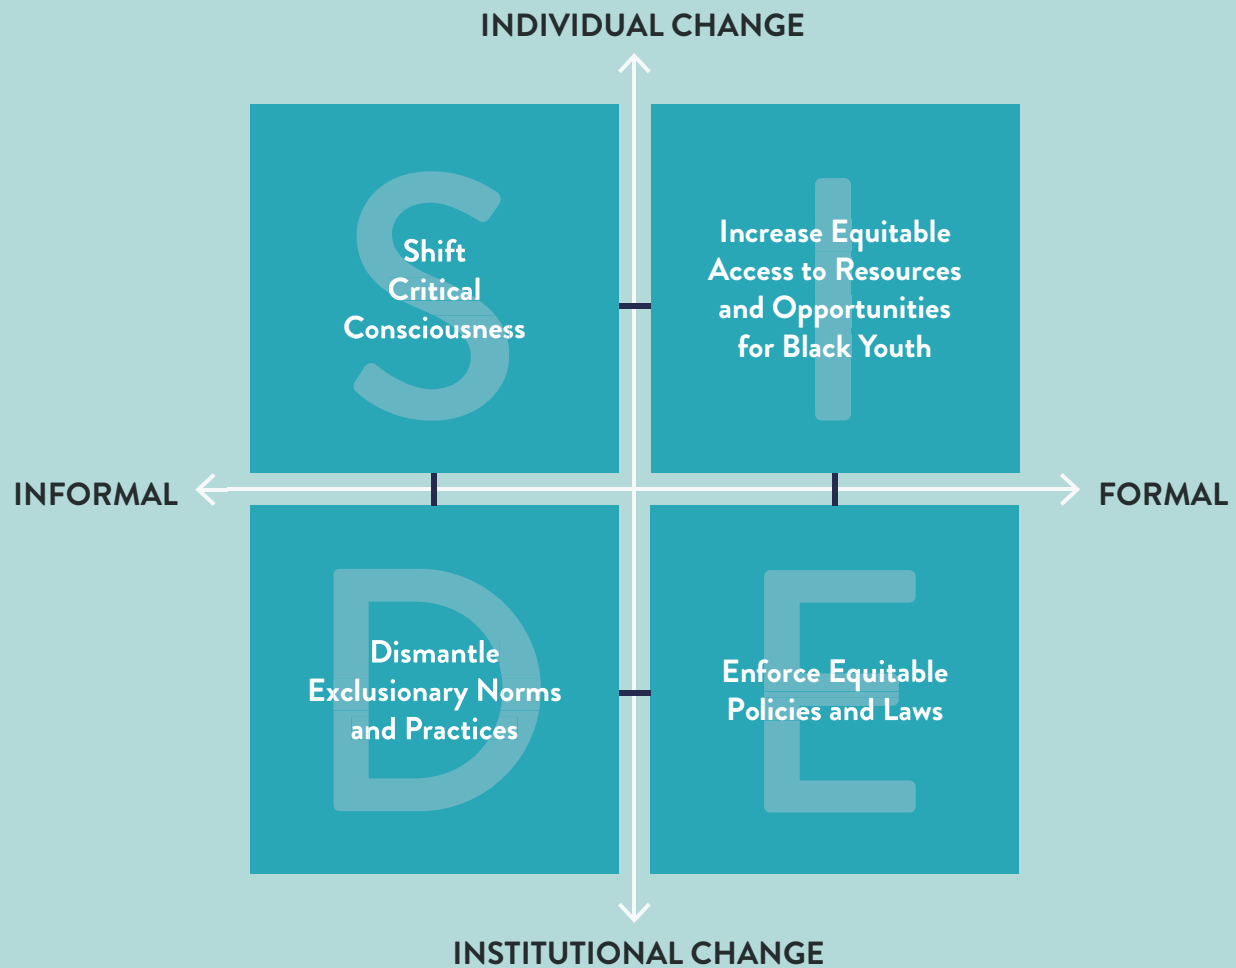 INDIVIDUAL CHANGE
S
Shift
Critical
Consciousness
I
Increase Equitable
Access to Resources
and Opportunities
for Black Youth
INFORMAL
FORMAL
D
Dismantle
Exclusionary Norms
and Practices
E
Enforce Equitable
Policies and Laws
INSTITUTIONAL CHANGE